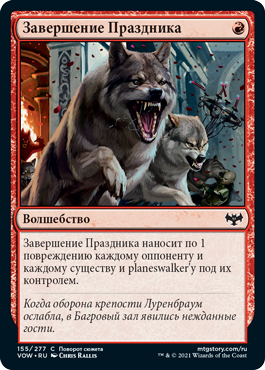 Завершение Праздника
Волшебство
Завершение Праздника наносит по 1
повреждению каждому оппоненту и
каждому существу и planeswalker'у под их
контролем.
Когда оборона крепости Луренбраум
ослабла, в Багровый зал явились нежданные
гости.
155/277 C Поворот сюжета
mtgstory.com/ru
VOW • RU Chris Rallis
™ & © 2021 Wizards of the Coast